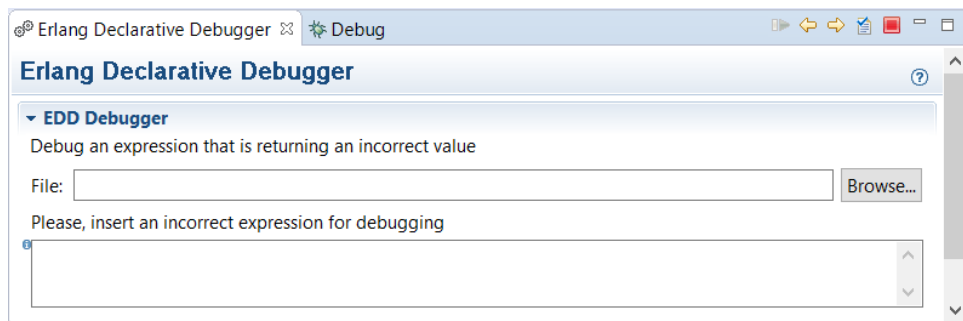 Erlang Declarative Debugger Debug
Erlang Declarative Debugger
EDD Debugger
Debug an expression that is returning an incorrect value
File: Browse...
Please, insert an incorrect expression for debugging